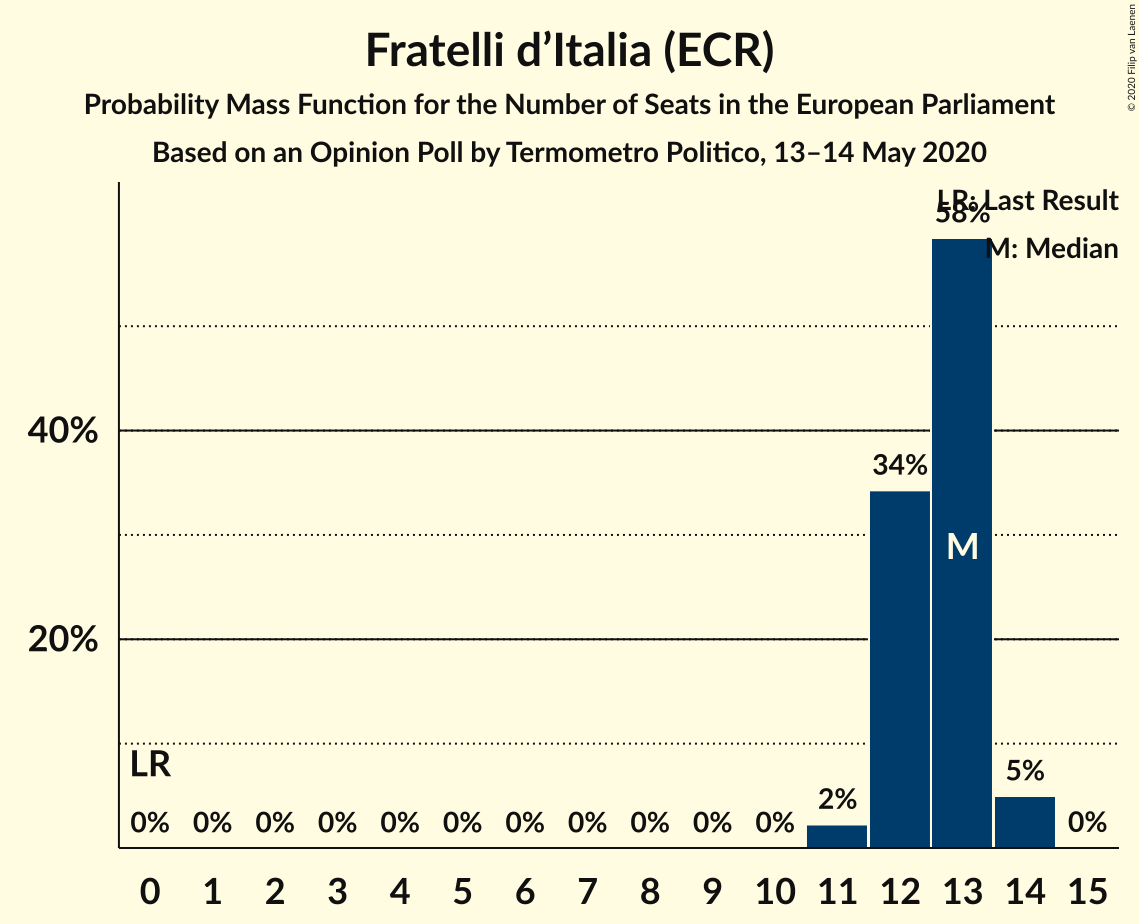 Fratelli d’Italia (ECR)
Probability Mass Function for the Number of Seats in the European Parliament
Based on an Opinion Poll by Termometro Politico, 13–14 May 2020
© 2020 Filip van Laenen
LR: Last Result
M: Median
58%
40%
34%
M
20%
LR
5%
2%
0% 0% 0% 0% 0% 0% 0% 0% 0% 0% 0% 0%
0 1 2 3 4 5 6 7 8 9 10 11 12 13 14 15